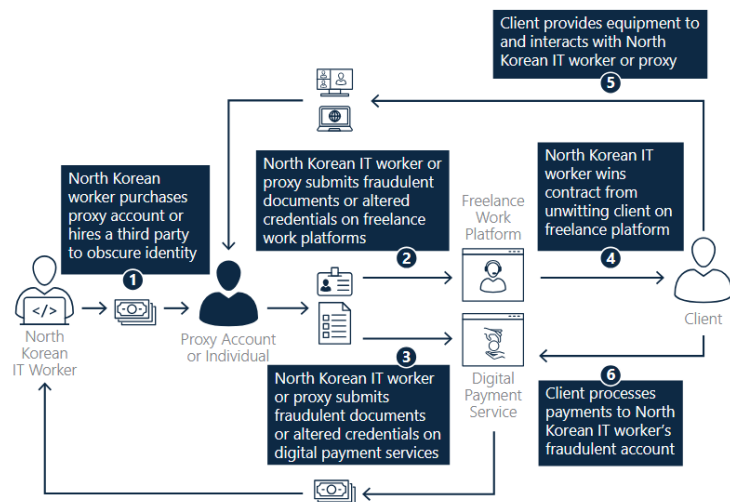 Client provides equipment to
and interacts with North
Korean IT worker or proxy
5
North Korean
worker purchases
proxy account or
hires a third party
to obscure identity
1
North Korean IT worker or
proxy submits fraudulent
documents or altered
credentials on freelance
work platforms
2
Freelance
Work
Platform
North Korean IT
worker wins
contract from
unwitting client on
freelance platform
4
</>
North
Korean
IT Worker
Proxy Account
or Individual
Client
3
North Korean IT worker
or proxy submits
fraudulent documents
or altered credentials on
digital payment services
Digital
Payment
Service
6
Client processes
payments to North
Korean IT worker's
fraudulent account